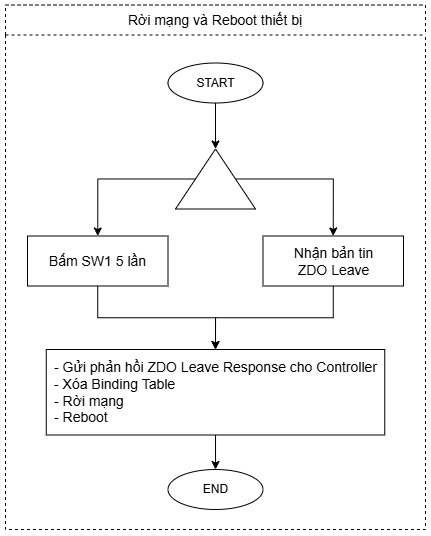 Rời mạng và Reboot thiết bị
START
Bấm SW1 5 lần
Nhận bản tin
ZDO Leave
- Gửi phản hồi ZDO Leave Response cho Controller
- Xóa Binding Table
- Rời mạng
- Reboot
END